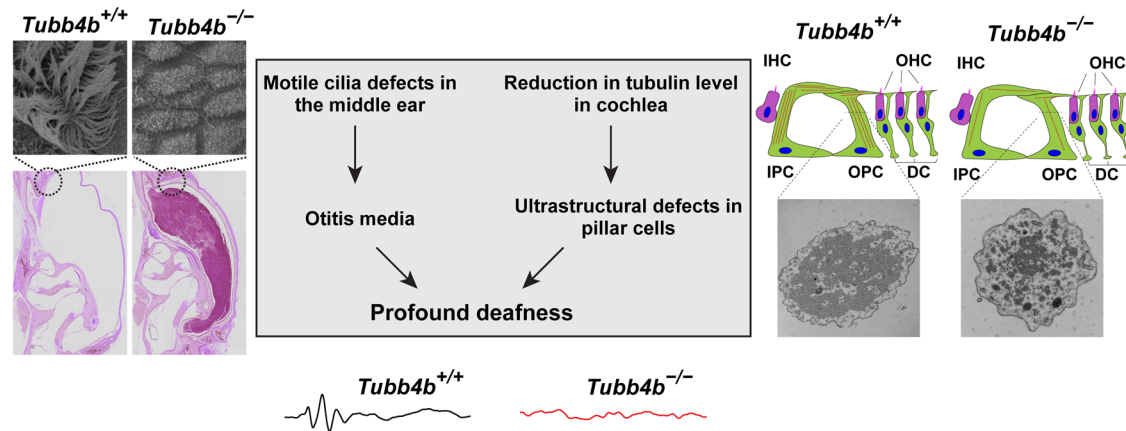 Tubb4b+/+
Tubb4b−/−
Motile cilia defects in
the middle ear
Otitis media
Reduction in tubulin level
in cochlea
Ultrastructural defects in
pillar cells
Profound deafness
Tubb4b+/+
IHC
OHC
IPC
OPC
DC
Tubb4b−/−
IHC
OHC
IPC
OPC
DC
Tubb4b+/+
Tubb4b−/−